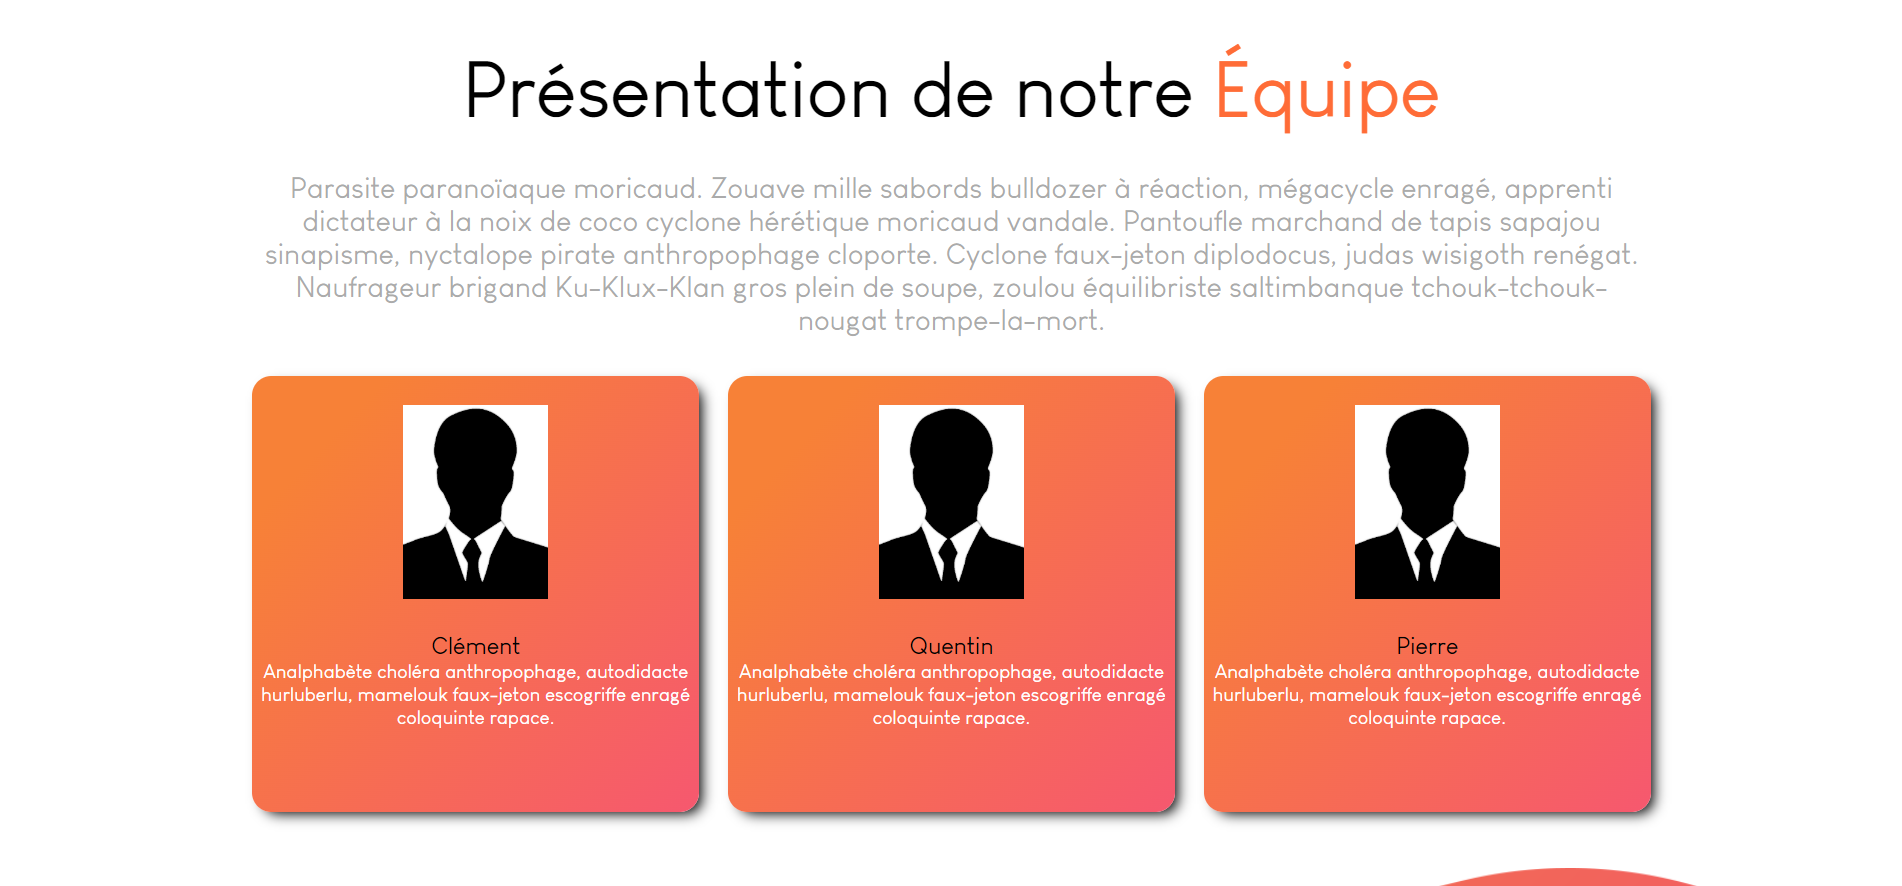 Présentation de notre Équipe
Parasite paranoïaque moricaud. Zouave mille sabords bulldozer à réaction, mégacycle enragé, apprenti
dictateur à la noix de coco cyclone hérétique moricaud vandale. Pantoufle marchand de tapis sapajou
sinapisme, nyctalope pirate anthropophage cloporte. Cyclone faux-jeton diplodocus, judas wisigoth renégat.
Naufrageur brigand Ku-Klux-Klan gros plein de soupe, zoulou équilibriste saltimbanque tchouk-tchouk-
nougat trompe-la-mort.
Clément
Analphabète choléra anthropophage, autodidacte
hurluberlu, mamelouk faux-jeton escogriffe enragé
coloquinte rapace.
Quentin
Analphabète choléra anthropophage, autodidacte
hurluberlu, mamelouk faux-jeton escogriffe enragé
coloquinte rapace.
Pierre
Analphabète choléra anthropophage, autodidacte
hurluberlu, mamelouk faux-jeton escogriffe enragé
coloquinte rapace.